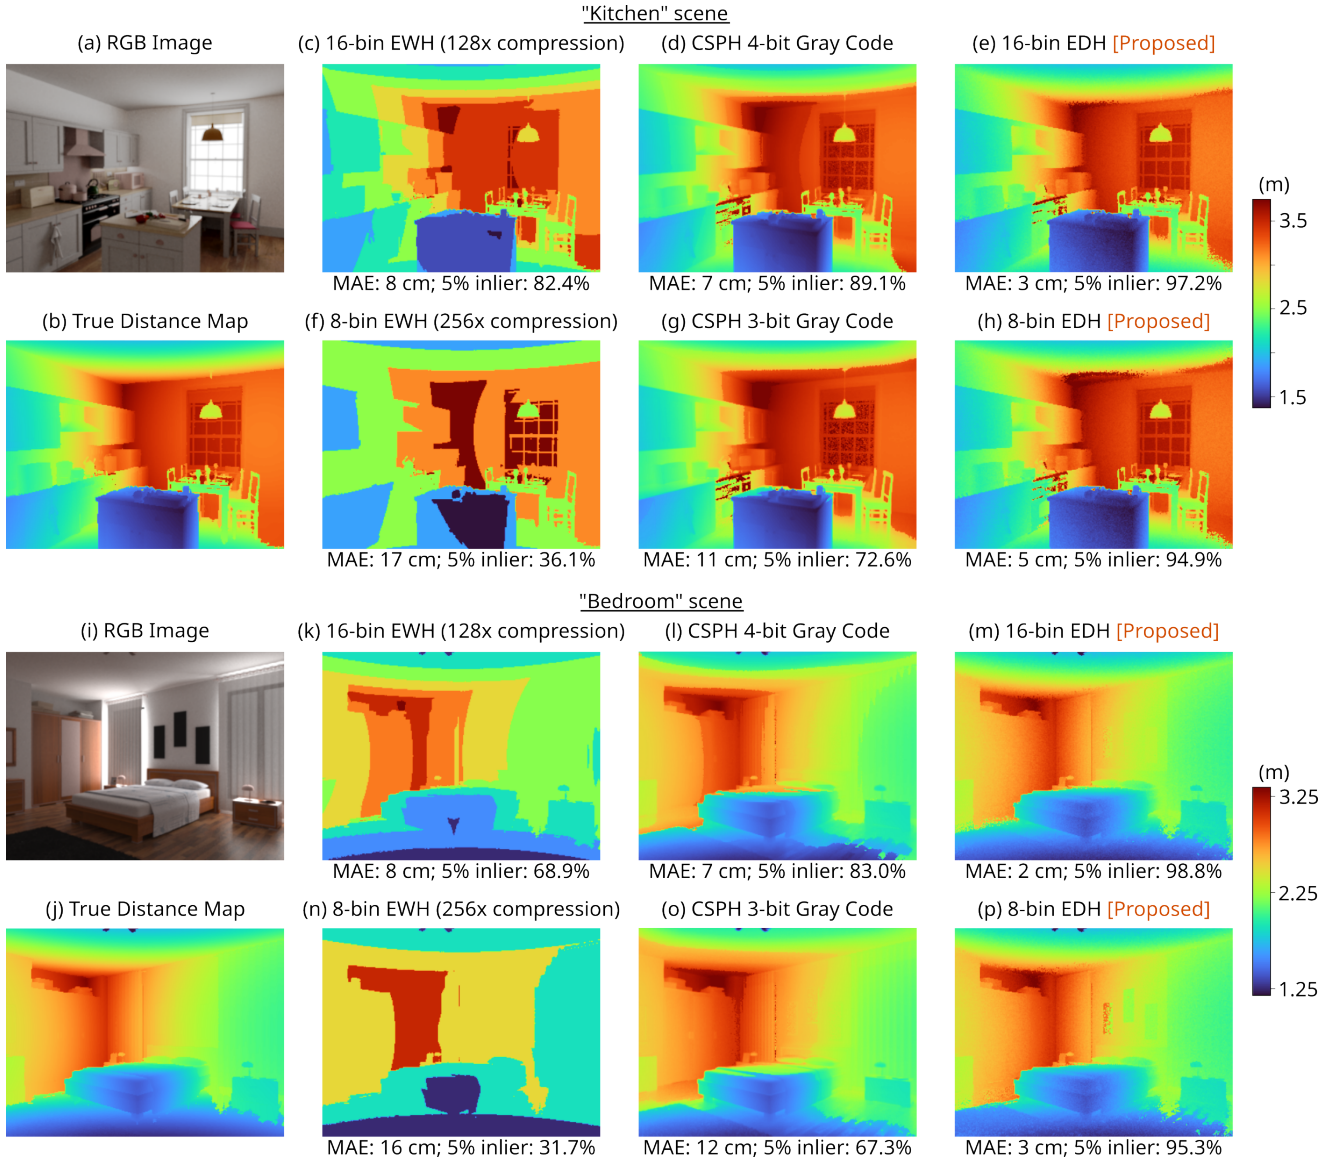 "Kitchen" scene
(a) RGB Image
(c) 16-bin EWH (128x compression)
(d) CSPH 4-bit Gray Code
(e) 16-bin EDH [Proposed]
(m)
3.5
2.5
1.5
MAE: 8 cm; 5% inlier: 82.4%
MAE: 7 cm; 5% inlier: 89.1%
MAE: 3 cm; 5% inlier: 97.2%
(b) True Distance Map
(f) 8-bin EWH (256x compression)
(g) CSPH 3-bit Gray Code
(h) 8-bin EDH [Proposed]
MAE: 17 cm; 5% inlier: 36.1%
MAE: 11 cm; 5% inlier: 72.6%
MAE: 5 cm; 5% inlier: 94.9%
"Bedroom" scene
(i) RGB Image
(k) 16-bin EWH (128x compression)
(l) CSPH 4-bit Gray Code
(m) 16-bin EDH [Proposed]
(m)
3.25
2.25
1.25
MAE: 8 cm; 5% inlier: 68.9%
MAE: 7 cm; 5% inlier: 83.0%
MAE: 2 cm; 5% inlier: 98.8%
(j) True Distance Map
(n) 8-bin EWH (256x compression)
(o) CSPH 3-bit Gray Code
(p) 8-bin EDH [Proposed]
MAE: 16 cm; 5% inlier: 31.7%
MAE: 12 cm; 5% inlier: 67.3%
MAE: 3 cm; 5% inlier: 95.3%